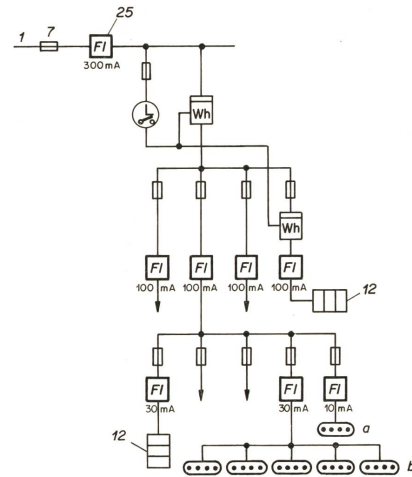 25
1 7
FI
300 mA
Wh
Wh
FI FI FI FI
100 mA 100 mA 100 mA 100 mA
12
FI FI FI
30 mA 30 mA 10 mA
a
12
b